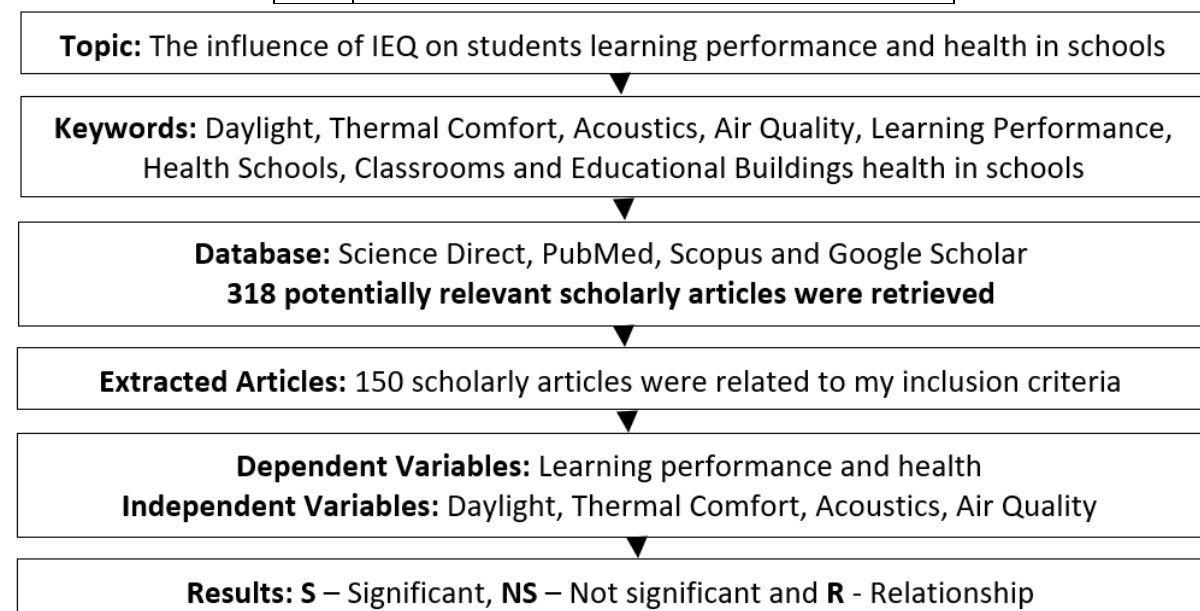 Topic: The influence of IEQ on students learning performance and health in schools
Keywords: Daylight, Thermal Comfort, Acoustics, Air Quality, Learning Performance,
Health Schools, Classrooms and Educational Buildings health in schools
Database: Science Direct, PubMed, Scopus and Google Scholar
318 potentially relevant scholarly articles were retrieved
Extracted Articles: 150 scholarly articles were related to my inclusion criteria
Dependent Variables: Learning performance and health
Independent Variables: Daylight, Thermal Comfort, Acoustics, Air Quality
Results: S – Significant, NS – Not significant and R - Relationship